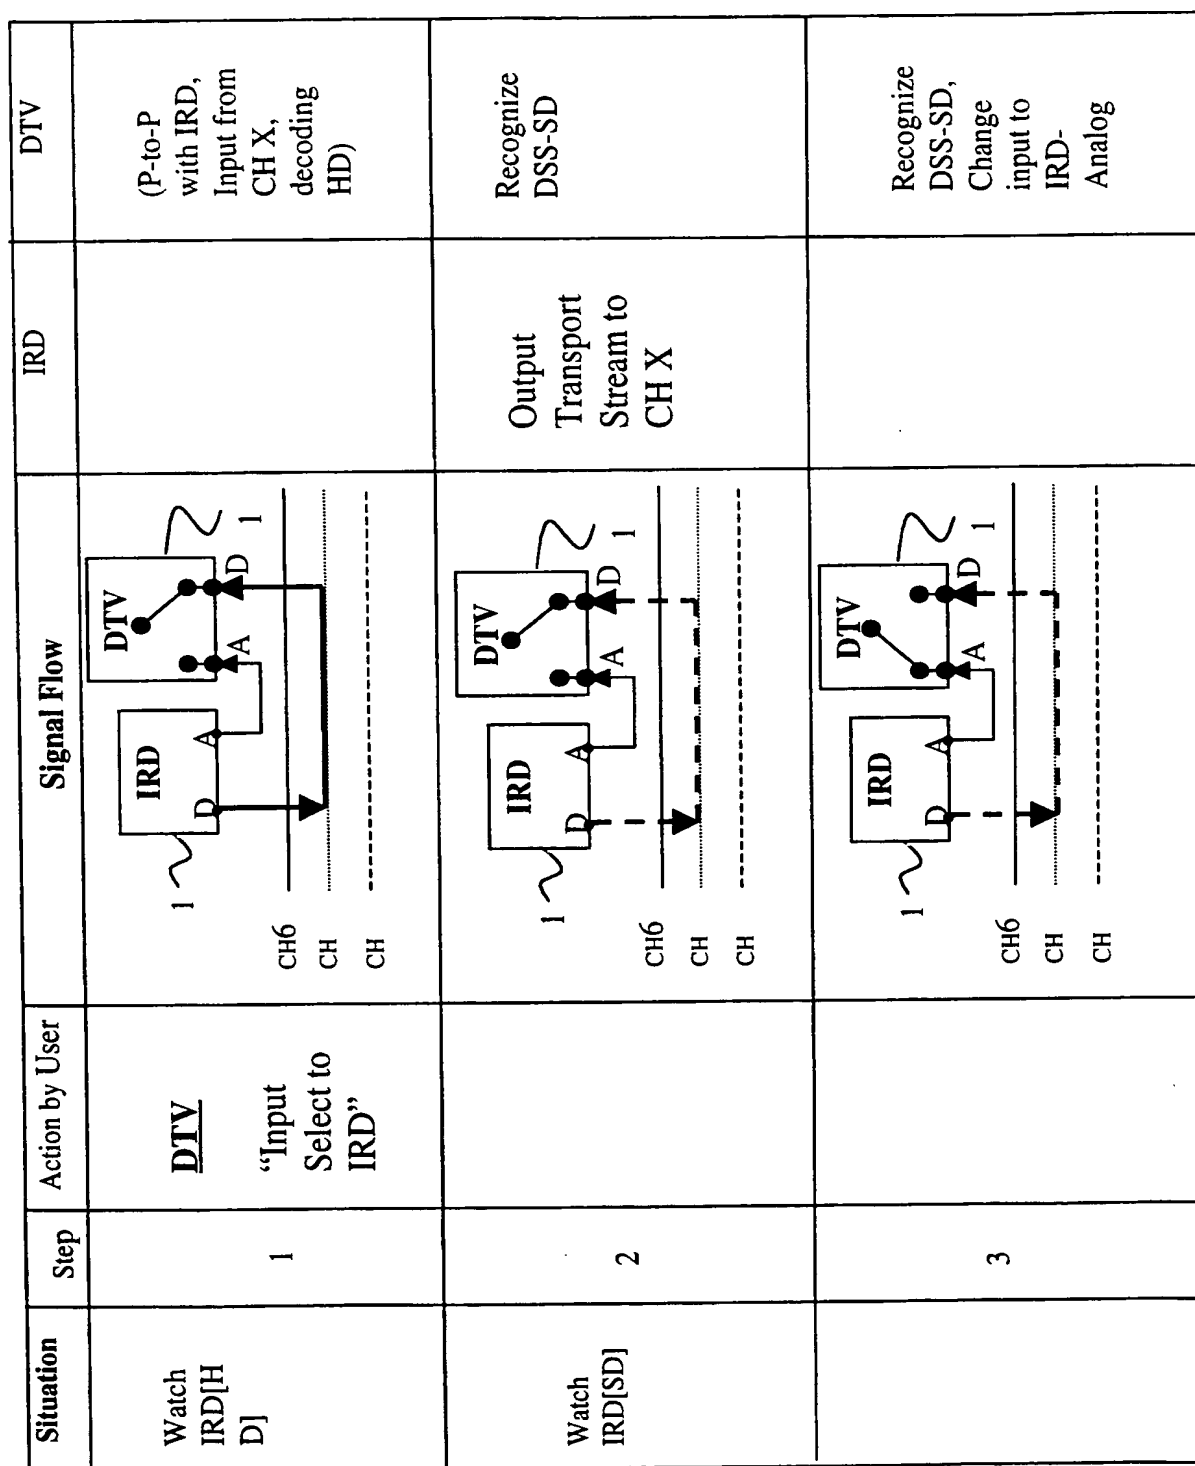 Situation
Step
Action by User
Signal Flow
IRD
DTV
Watch
IRD[H
D]
1
DTV
“Input
Select to
IRD”
IRD
DTV
D
A
A
D
1
1
CH6
CH
CH
(P-to-P
with IRD,
Input from
CH X,
decoding
HD)
Watch
IRD[SD]
2
IRD
DTV
D
A
A
D
1
1
CH6
CH
CH
Output
Transport
Stream to
CH X
Recognize
DSS-SD
3
IRD
DTV
D
A
A
D
1
1
CH6
CH
CH
Recognize
DSS-SD,
Change
input to
IRD-
Analog